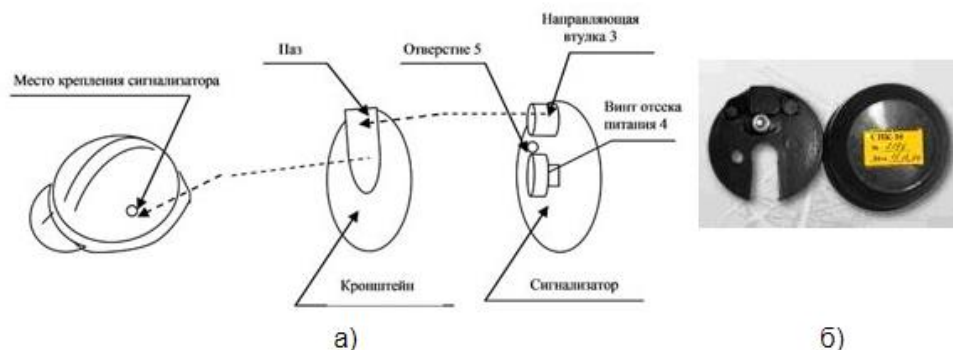 Направляющая
втулка 3
Паз
Отверстие 5
Место крепления сигнализатора
Винт отсека
питания 4
Кронштейн
Сигнализатор
а)
б)